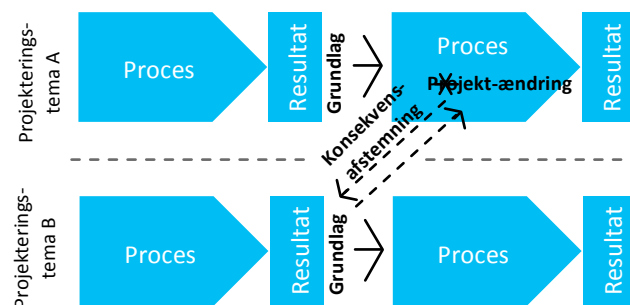 Projekterings-
tema A
Proces
Resultat
Grundlag
Proces
Projekt-ændring
Resultat
Konsekvens-
afstemning
Projekterings-
tema B
Proces
Resultat
Grundlag
Proces
Resultat